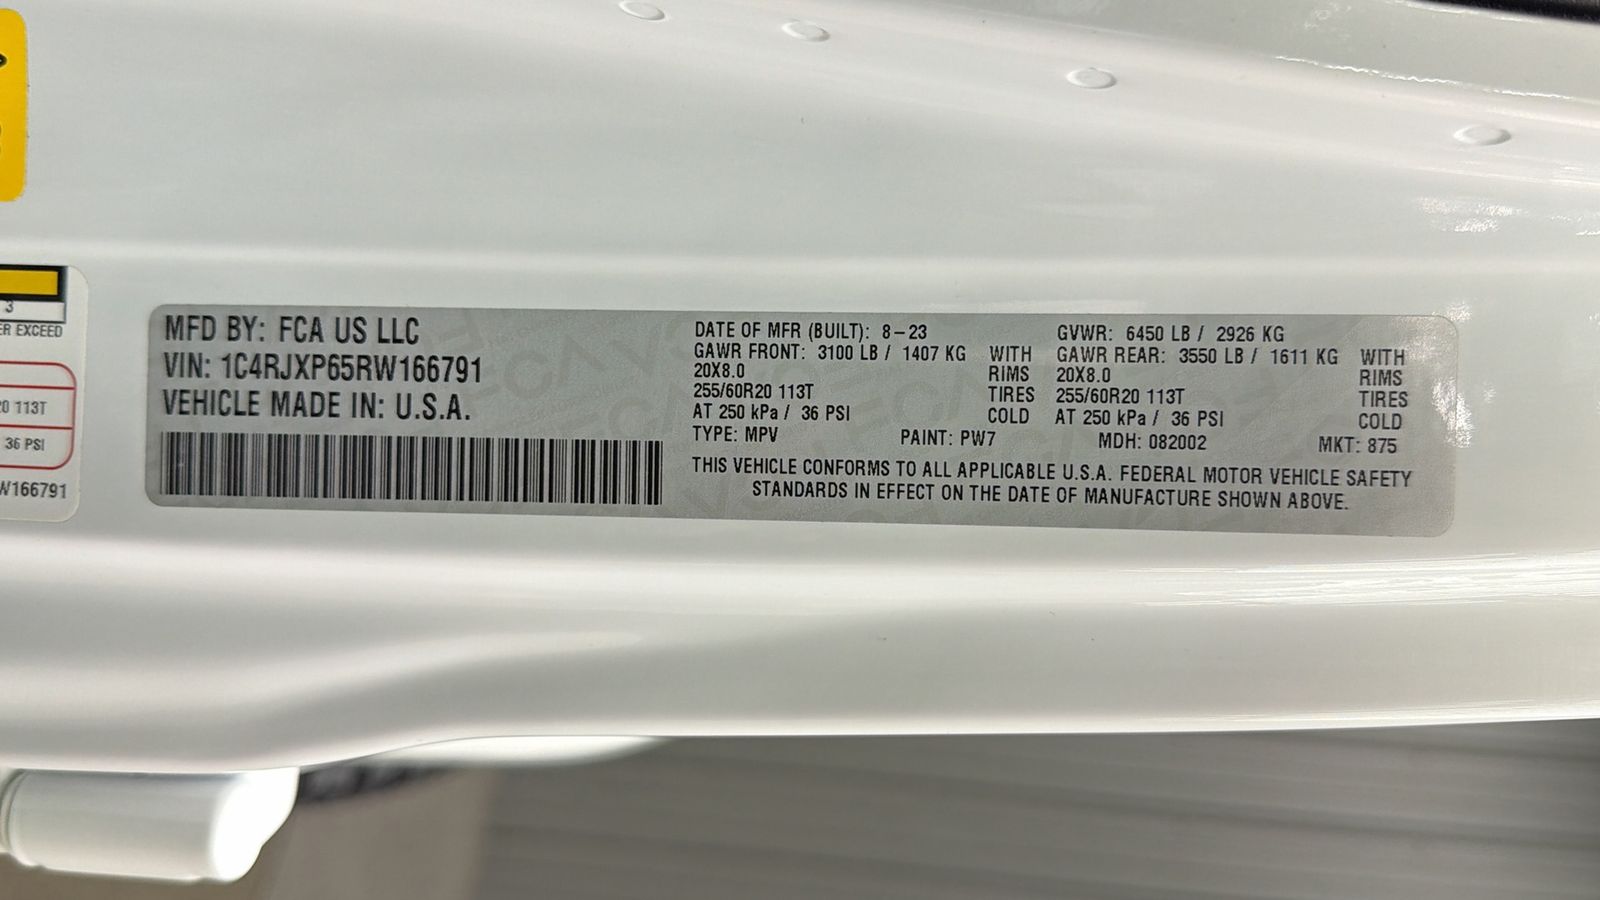 3
ER EXCEED
20 113T
36 PSI
W166791
MFD BY: FCA US LLC
VIN: 1C4RJXP65RW166791
VEHICLE MADE IN: U.S.A.
DATE OF MFR (BUILT): 8-23
GAWR FRONT: 3100 LB / 1407 KG WITH
20X8.0 RIMS
255/60R20 113T TIRES
AT 250 kPa / 36 PSI COLD
GVWR: 6450 LB / 2926 KG
GAWR REAR: 3550 LB / 1611 KG WITH
20X8.0 RIMS
255/60R20 113T TIRES
AT 250 kPa / 36 PSI COLD
TYPE: MPV PAINT: PW7 MDH: 082002 MKT: 875
THIS VEHICLE CONFORMS TO ALL APPLICABLE U.S.A. FEDERAL MOTOR VEHICLE SAFETY
STANDARDS IN EFFECT ON THE DATE OF MANUFACTURE SHOWN ABOVE.